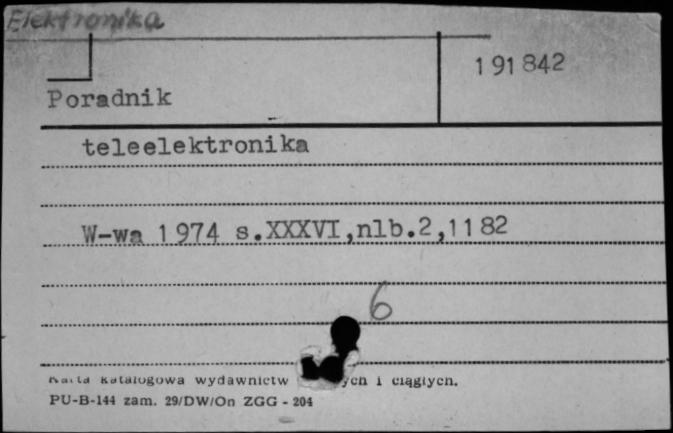 Elektronika
191842
Poradnik
teleelektronika
W-wa 1974 s.XXXVI,nlb.2,1182
6
Karta katalogowa wydawnictw i ciągłych.
PU-B-144 zam. 29/DW/On ZGG - 204